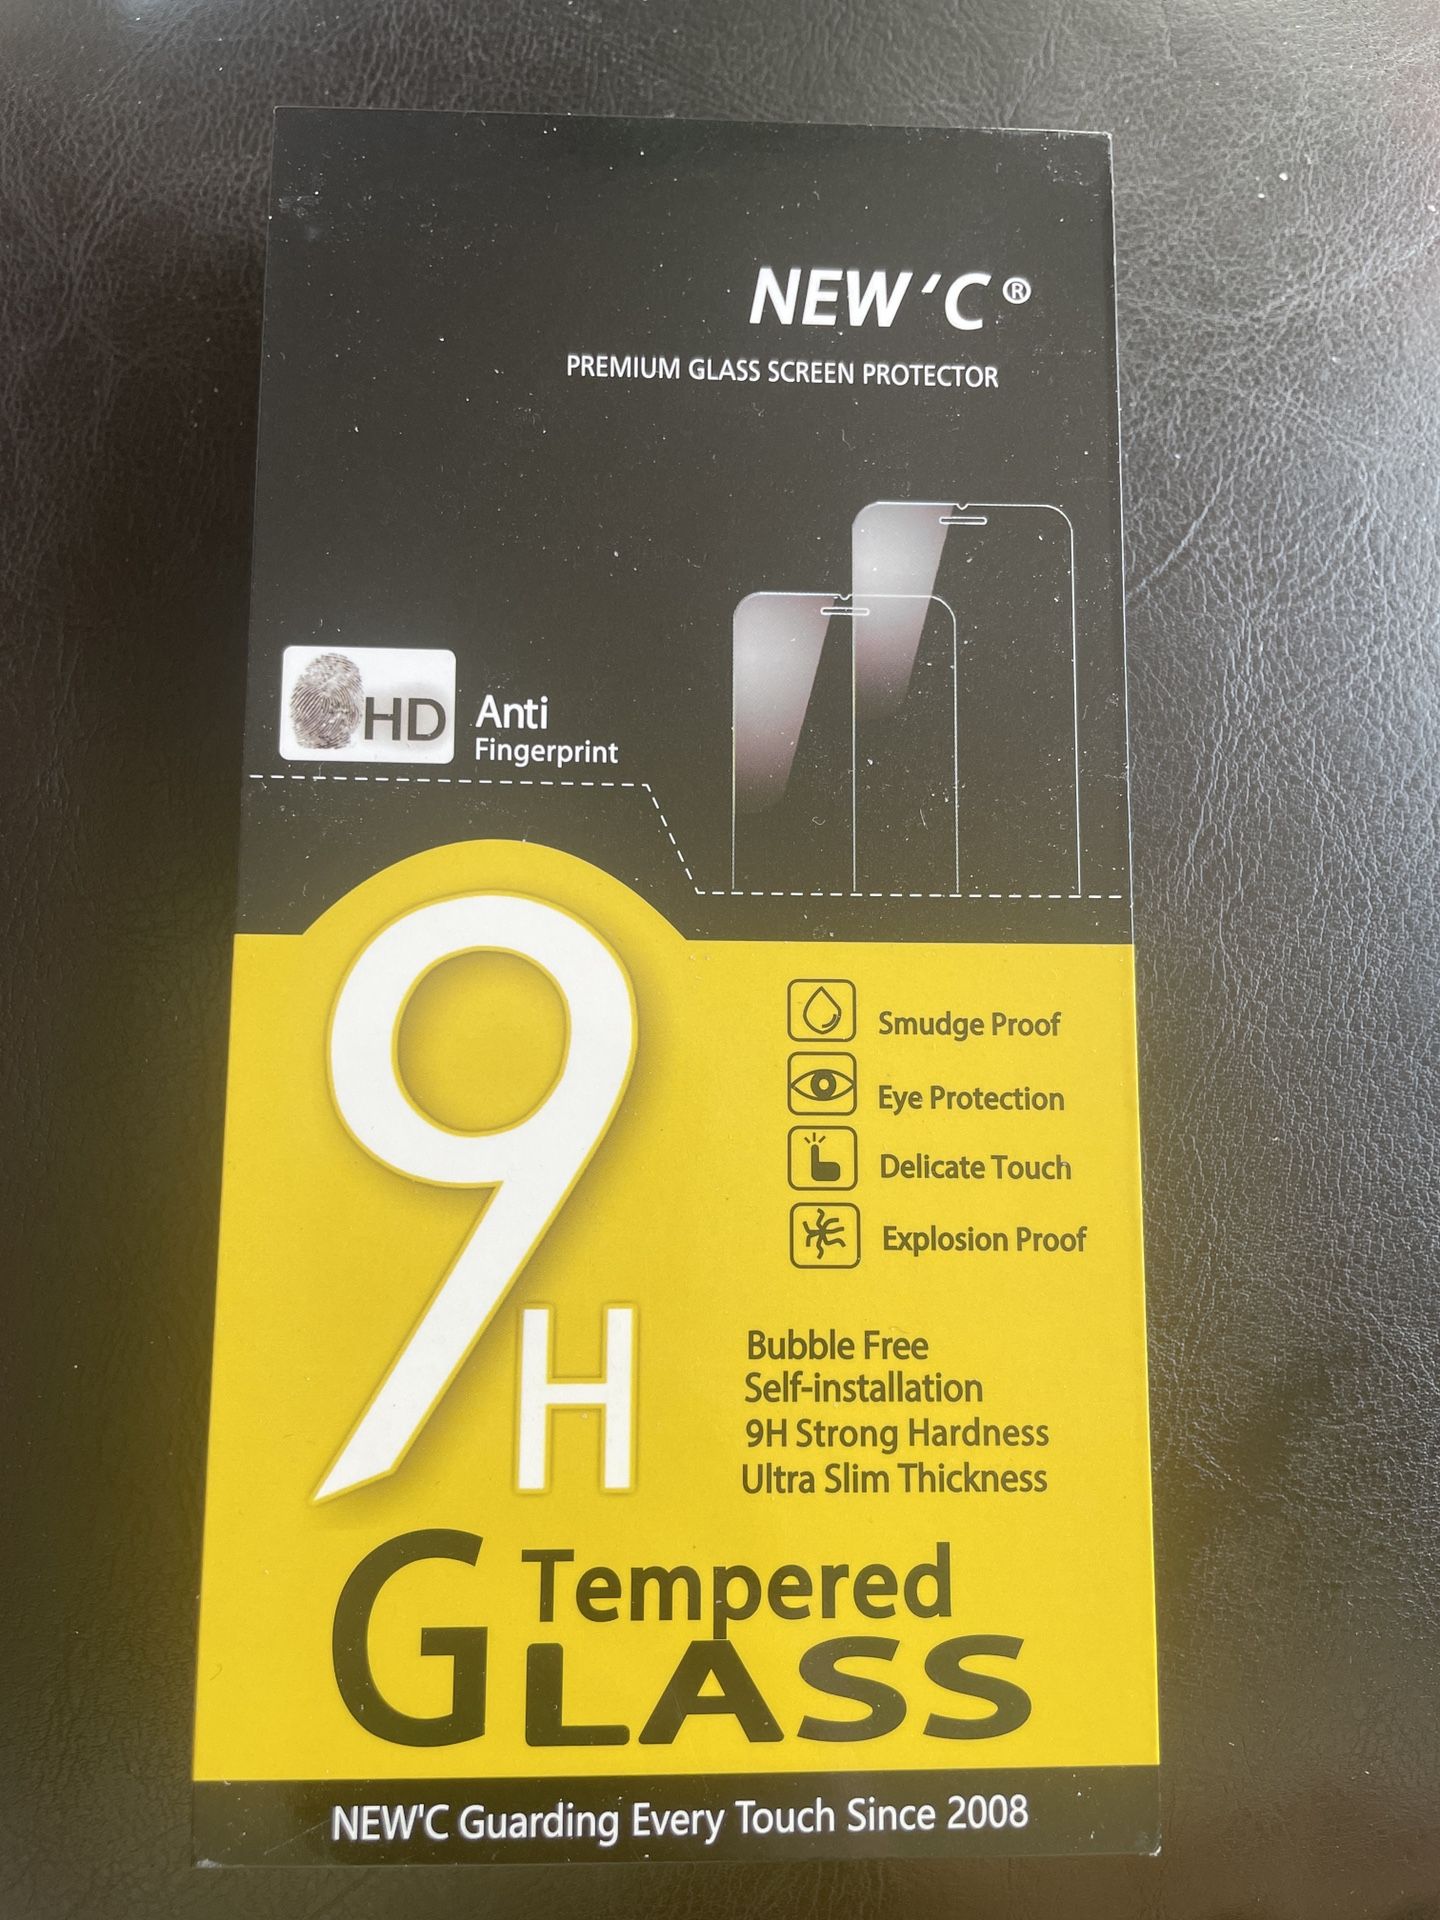 NEW'C®
PREMIUM GLASS SCREEN PROTECTOR
HD
Anti
Fingerprint
9H
Smudge Proof
Eye Protection
Delicate Touch
Explosion Proof
Bubble Free
Self-installation
9H Strong Hardness
Ultra Slim Thickness
Tempered
GLASS
NEW'C Guarding Every Touch Since 2008